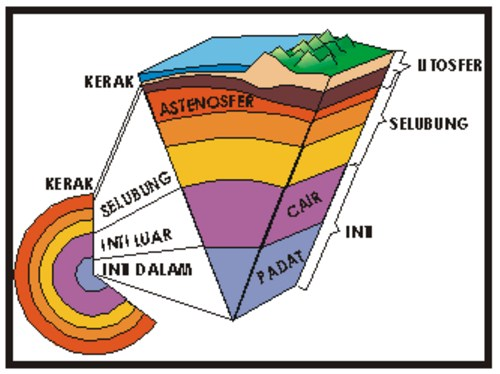 LITOSFER
KERAK
ASTENOSFER
SELUBUNG
KERAK
SELUBUNG
CAIR
INTI LUAR
INTI
INTI DALAM
PADAT